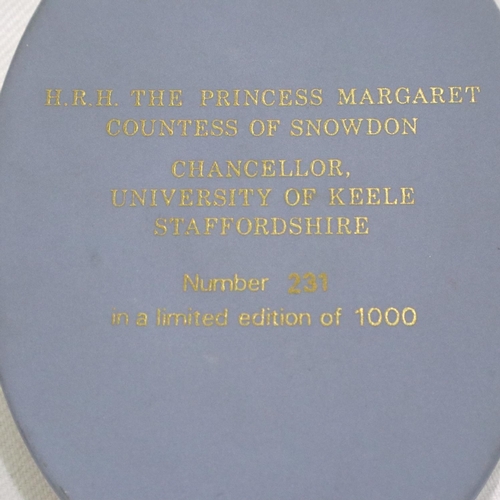 H.R.H. THE PRINCESS MARGARET
COUNTESS OF SNOWDON
CHANCELLOR,
UNIVERSITY OF KEELE
STAFFORDSHIRE
Number 231
in a limited edition of 1000